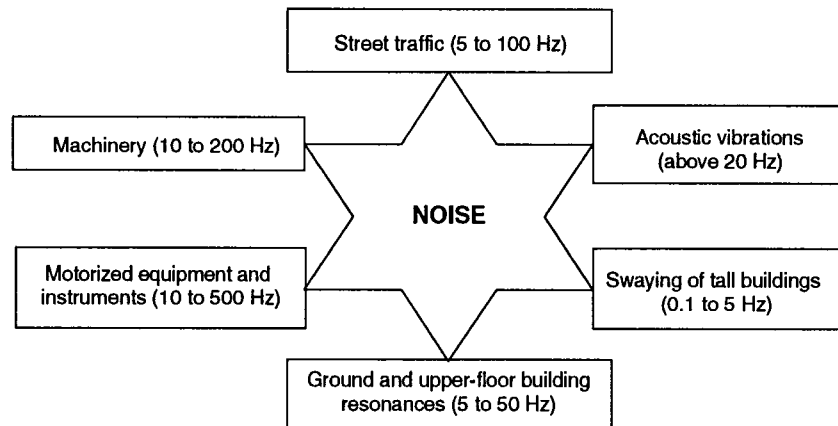 Street traffic (5 to 100 Hz)
Machinery (10 to 200 Hz)
Acoustic vibrations
(above 20 Hz)
NOISE
Motorized equipment and
instruments (10 to 500 Hz)
Swaying of tall buildings
(0.1 to 5 Hz)
Ground and upper-floor building
resonances (5 to 50 Hz)